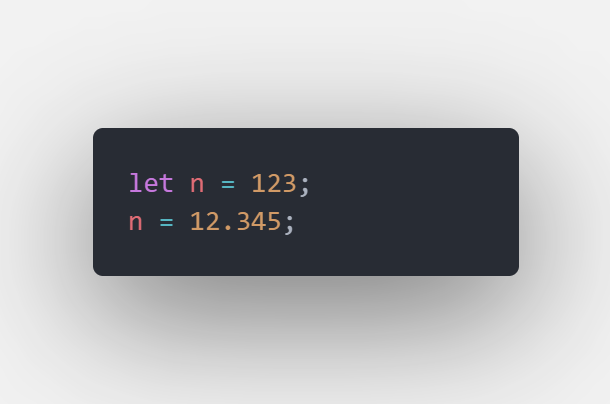 let n = 123;
n = 12.345;